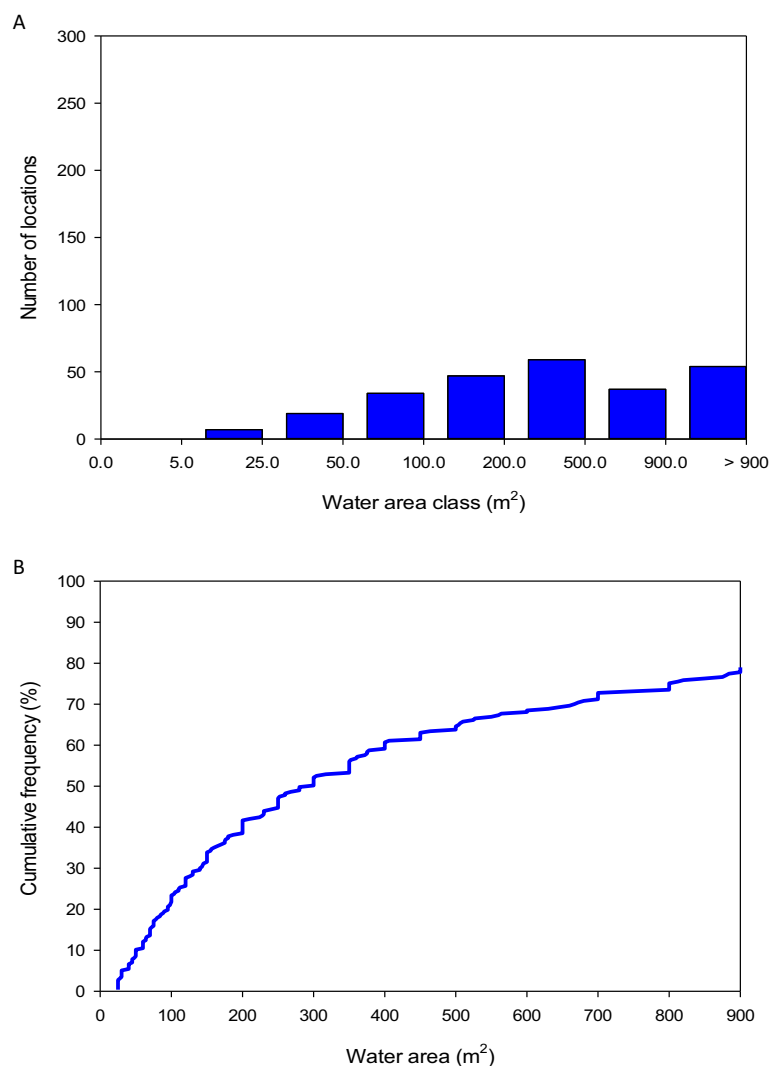 A
300
250
200
150
100
50
0
Number of locations
0.0 5.0 25.0 50.0 100.0 200.0 500.0 900.0 > 900
Water area class (m²)
B
100
90
80
70
60
50
40
30
20
10
0
Cumulative frequency (%)
0 100 200 300 400 500 600 700 800 900
Water area (m²)